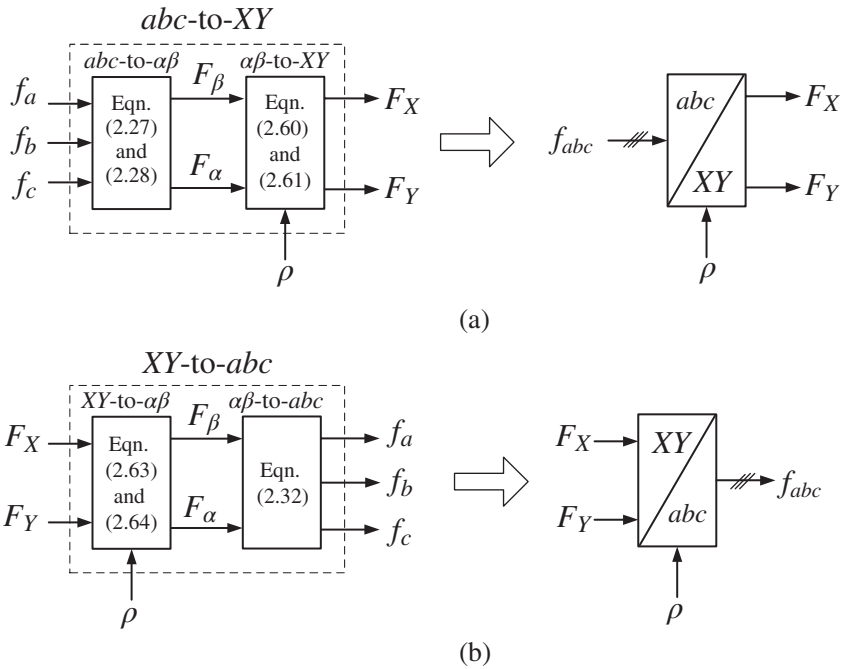 abc-to-XY
abc-to-αβ
αβ-to-XY
f_a
f_b
f_c
Eqn.
(2.27)
and
(2.28)
F_β
F_α
Eqn.
(2.60)
and
(2.61)
F_X
F_Y
ρ
f_abc
abc
XY
F_X
F_Y
ρ
(a)
XY-to-abc
XY-to-αβ
αβ-to-abc
F_X
F_Y
Eqn.
(2.63)
and
(2.64)
F_β
F_α
Eqn.
(2.32)
f_a
f_b
f_c
ρ
F_X
F_Y
XY
abc
f_abc
ρ
(b)